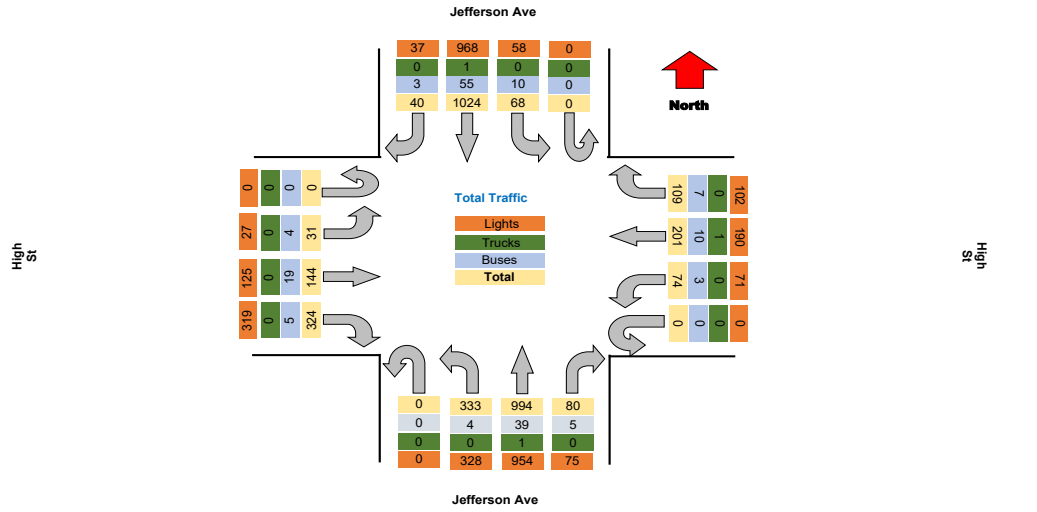 Jefferson Ave
37 968 58 0
0 1 0 0
3 55 10 0
40 1024 68 0
North
0 0 0 0
27 0 4 31
125 0 19 144
319 0 5 324
High
St
Total Traffic
Lights
Trucks
Buses
Total
109 7 0 102
201 10 1 190
74 3 0 71
0 0 0 0
High
St
0 333 994 80
0 4 39 5
0 0 1 0
0 328 954 75
Jefferson Ave